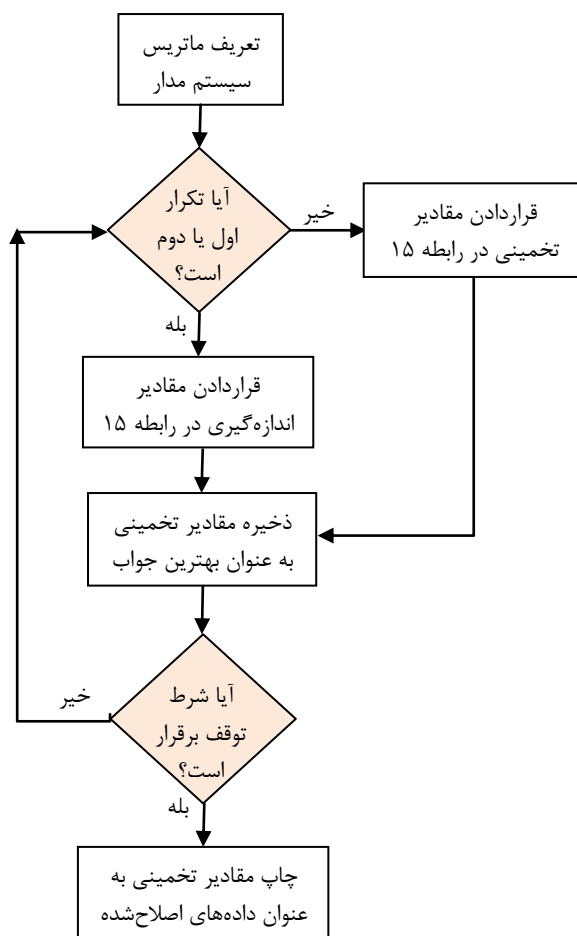 تعریف ماتریس
سیستم مدار
آیا تکرار
اول یا دوم
است؟
خیر
قراردادن مقادیر
تخمینی در رابطه ۱۵
بله
قراردادن مقادیر
اندازه‌گیری در رابطه ۱۵
ذخیره مقادیر تخمینی
به عنوان بهترین جواب
آیا شرط
توقف برقرار
است؟
خیر
بله
چاپ مقادیر تخمینی به
عنوان داده‌های اصلاح‌شده